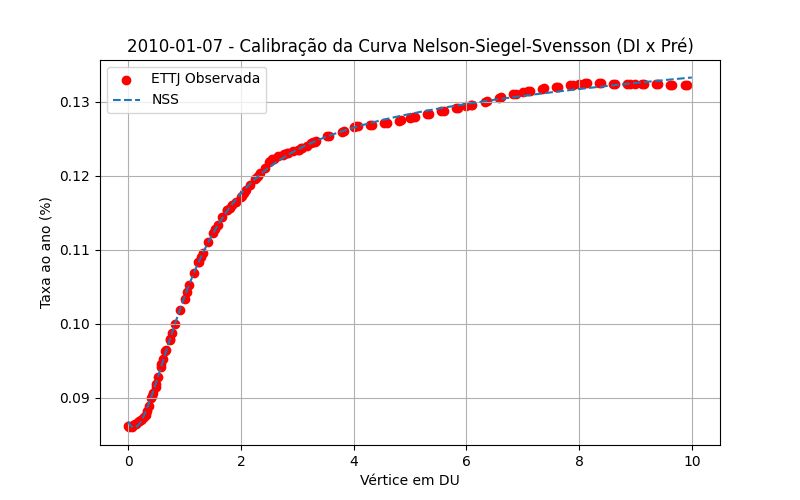 2010-01-07 - Calibração da Curva Nelson-Siegel-Svensson (DI x Pré)
ETTJ Observada
NSS
Taxa ao ano (%)
0.13
0.12
0.11
0.10
0.09
0 2 4 6 8 10
Vértice em DU